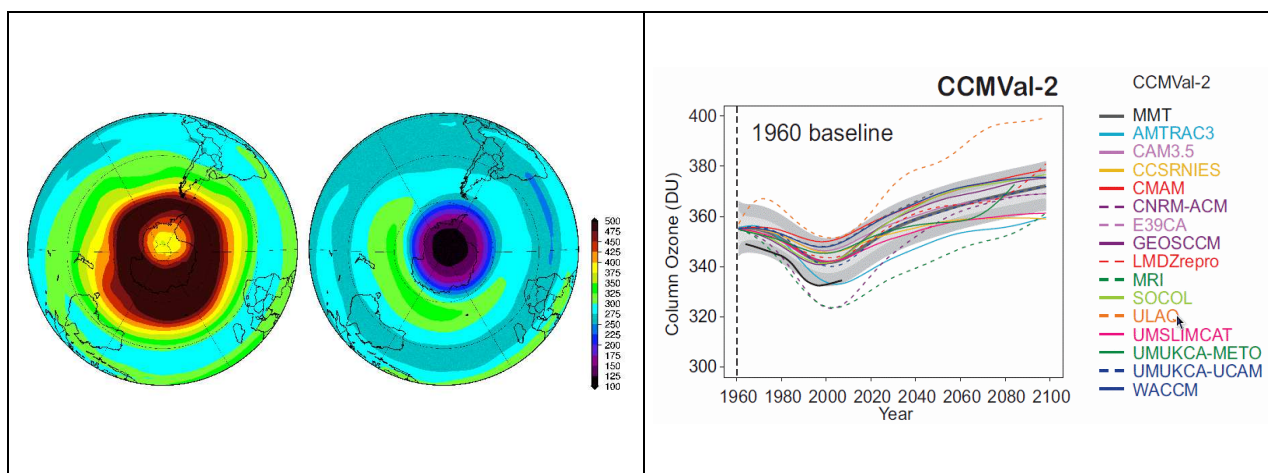 500
475
450
425
400
375
350
325
300
275
250
225
200
175
150
125
100
CCMVal-2
400
380
360
340
320
300
1960 baseline
Column Ozone (DU)
1960 1980 2000 2020 2040 2060 2080 2100
Year
CCMVal-2
MMT
AMTRAC3
CAM3.5
CCSRNIES
CMAM
CNRM-ACM
E39CA
GEOSCCM
LMDZrepro
MRI
SOCOL
ULAQ
UMSLIMCAT
UMUKCA-METO
UMUKCA-UCAM
WACCM